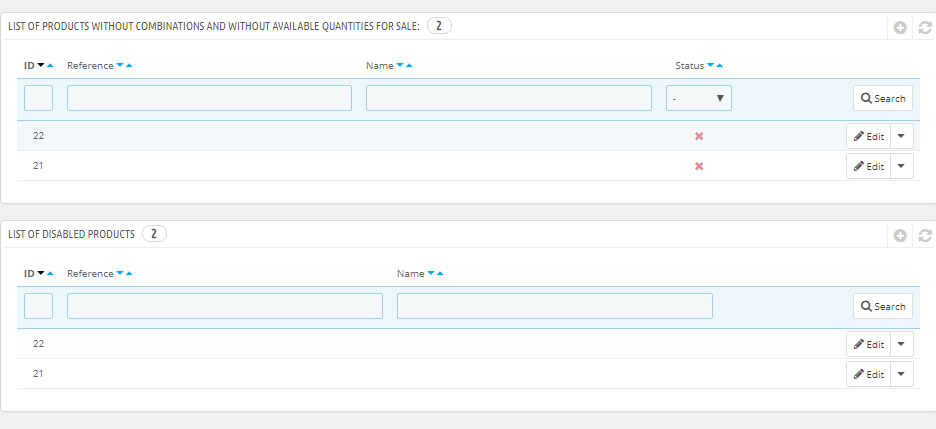 LIST OF PRODUCTS WITHOUT COMBINATIONS AND WITHOUT AVAILABLE QUANTITIES FOR SALE: 2
ID Reference Name Status
- Search
22 Edit
21 Edit
LIST OF DISABLED PRODUCTS 2
ID Reference Name
Search
22 Edit
21 Edit